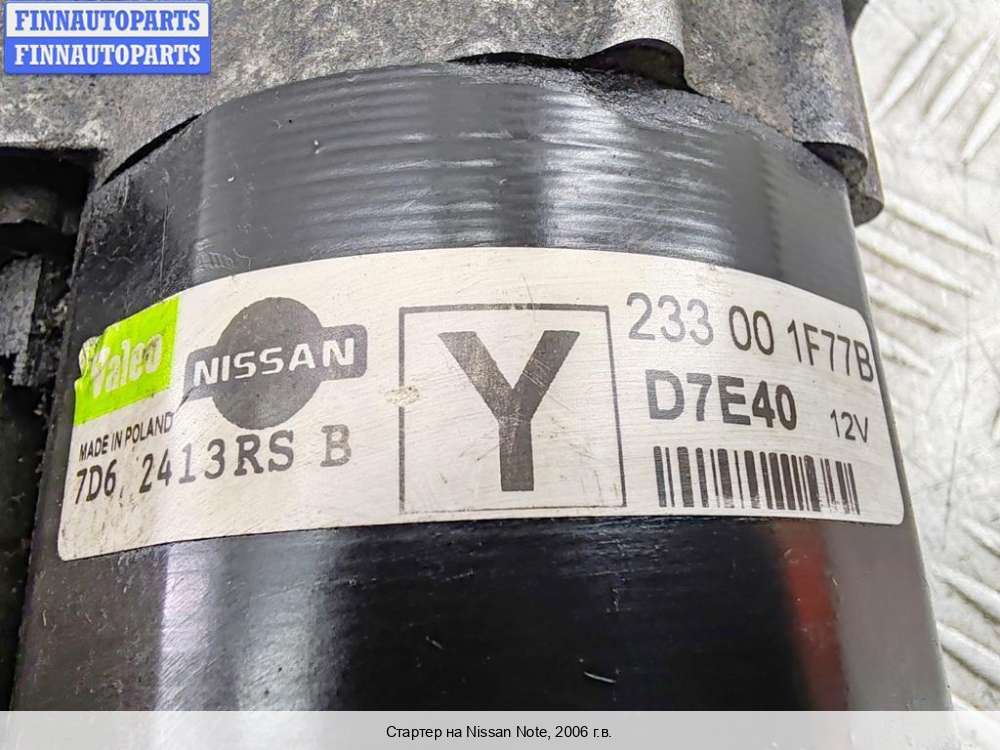 FINNAUTOPARTS
FINNAUTOPARTS
Valeo
NISSAN
MADE IN POLAND
7D6 2413RS B
Y
233 00 1F77B
D7E40 12V
Стартер на Nissan Note, 2006 г.в.